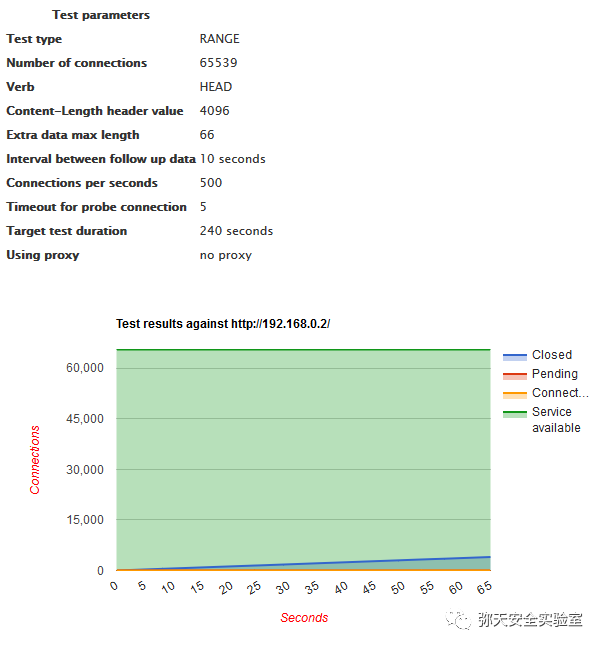 Test parameters
Test type RANGE
Number of connections 65539
Verb HEAD
Content-Length header value 4096
Extra data max length 66
Interval between follow up data 10 seconds
Connections per seconds 500
Timeout for probe connection 5
Target test duration 240 seconds
Using proxy no proxy
Test results against http://192.168.0.2/
Connections
60,000
45,000
30,000
15,000
0
0 5 10 15 20 25 30 35 40 45 50 55 60 65
Seconds
Closed
Pending
Connect...
Service
available
弥天安全实验室